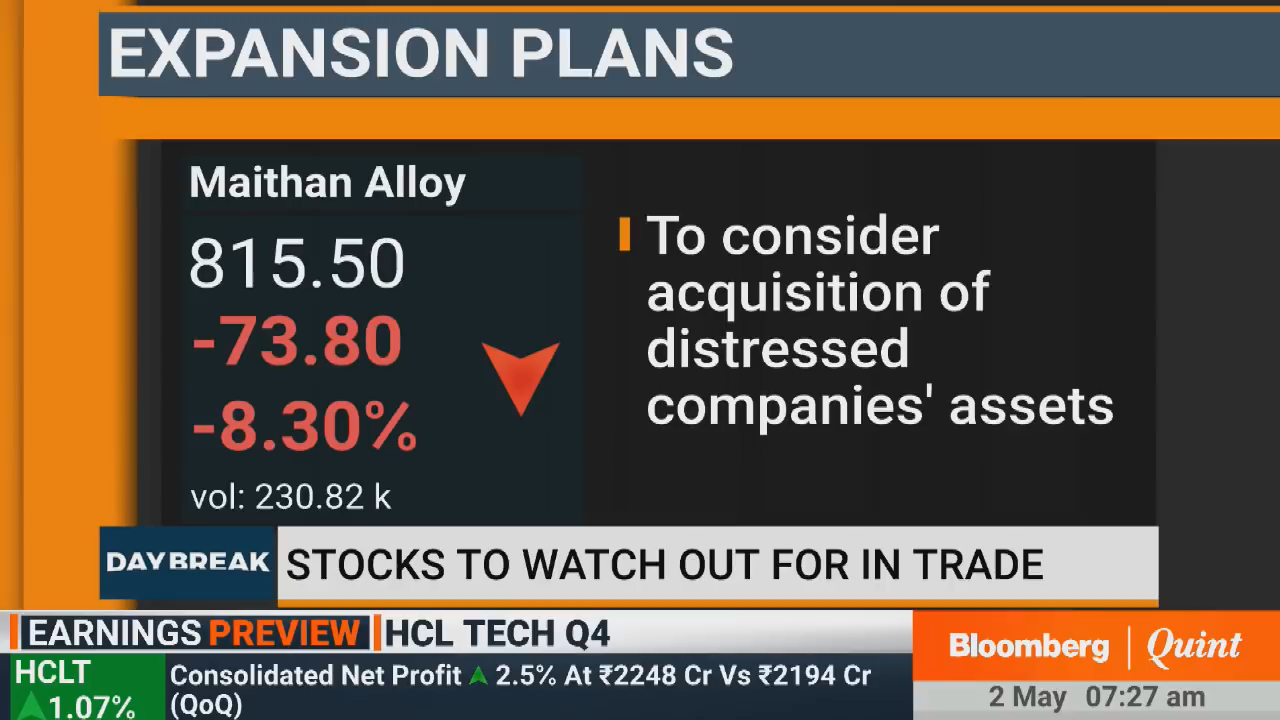 EXPANSION PLANS
Maithan Alloy
815.50
-73.80
-8.30%
vol: 230.82 k
To consider
acquisition of
distressed
companies' assets
DAYBREAK
STOCKS TO WATCH OUT FOR IN TRADE
EARNINGS PREVIEW HCL TECH Q4
HCLT
1.07%
Consolidated Net Profit ▲ 2.5% At ₹2248 Cr Vs ₹2194 Cr
(QoQ)
Bloomberg | Quint
2 May 07:27 am